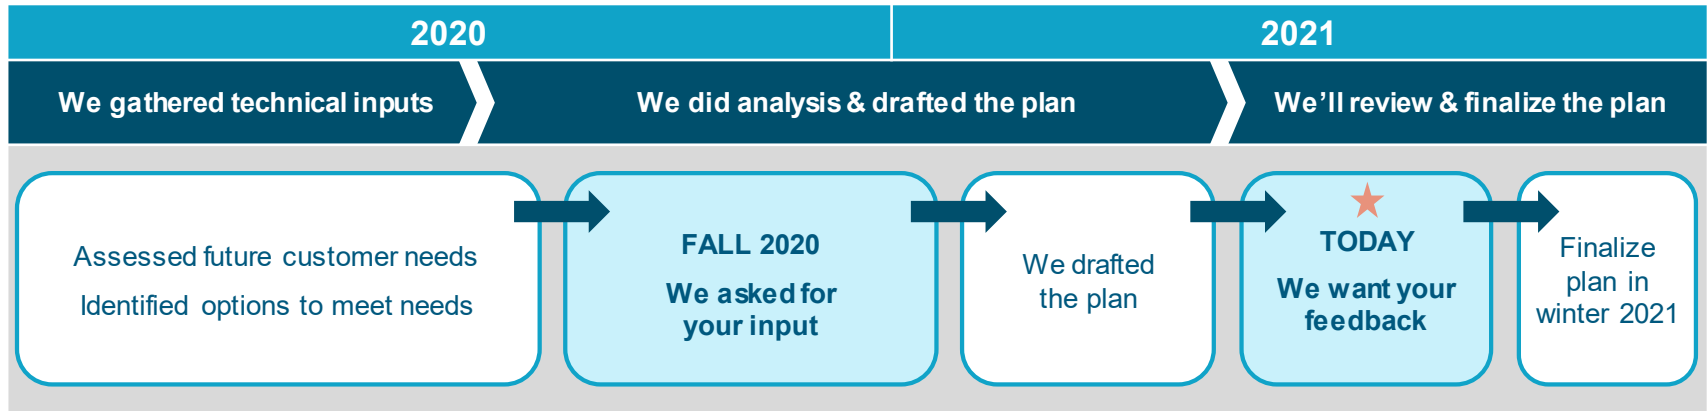 2020
2021
We gathered technical inputs
We did analysis & drafted the plan
We’ll review & finalize the plan
Assessed future customer needs
Identified options to meet needs
FALL 2020
We asked for
your input
We drafted
the plan
TODAY
We want your
feedback
Finalize
plan in
winter 2021